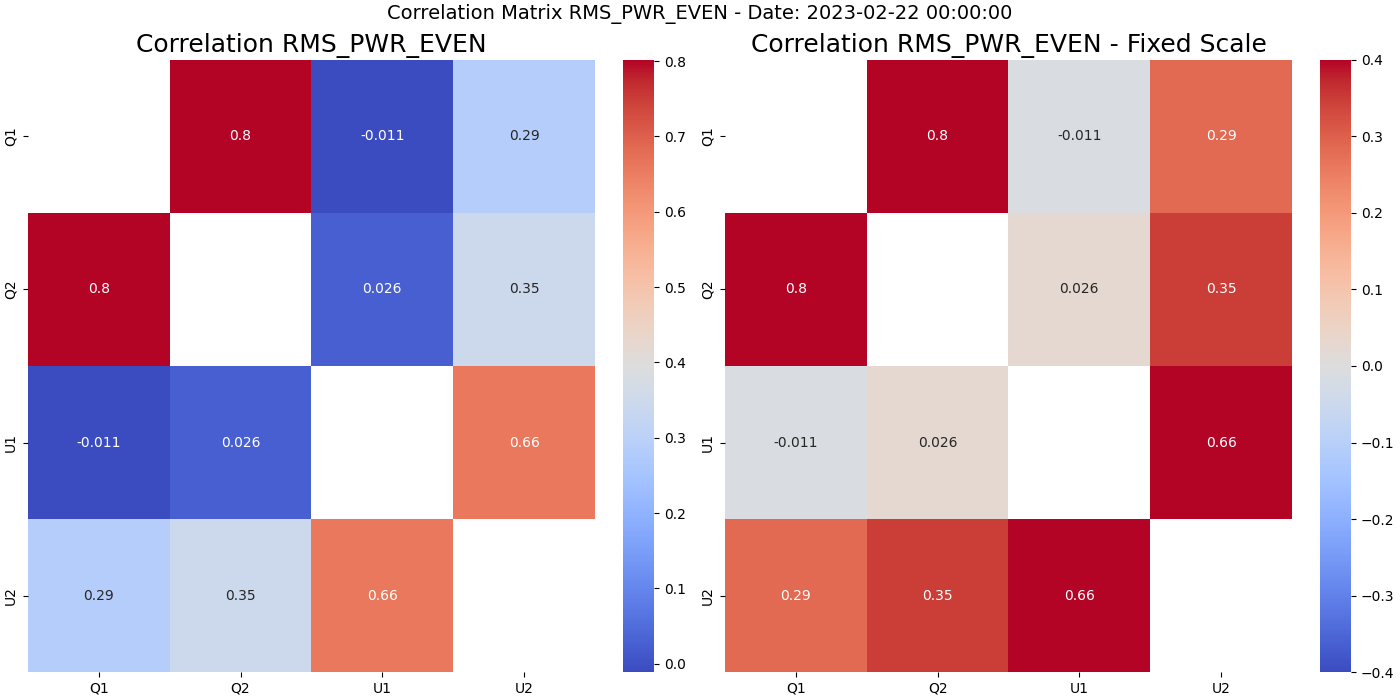 Correlation Matrix RMS_PWR_EVEN - Date: 2023-02-22 00:00:00
Correlation RMS_PWR_EVEN
Q1
0.8
-0.011
0.29
Q2
0.8
0.026
0.35
U1
-0.011
0.026
0.66
U2
0.29
0.35
0.66
Q1
Q2
U1
U2
0.8
0.7
0.6
0.5
0.4
0.3
0.2
0.1
0.0
Correlation RMS_PWR_EVEN - Fixed Scale
Q1
0.8
-0.011
0.29
Q2
0.8
0.026
0.35
U1
-0.011
0.026
0.66
U2
0.29
0.35
0.66
Q1
Q2
U1
U2
0.4
0.3
0.2
0.1
0.0
−0.1
−0.2
−0.3
−0.4